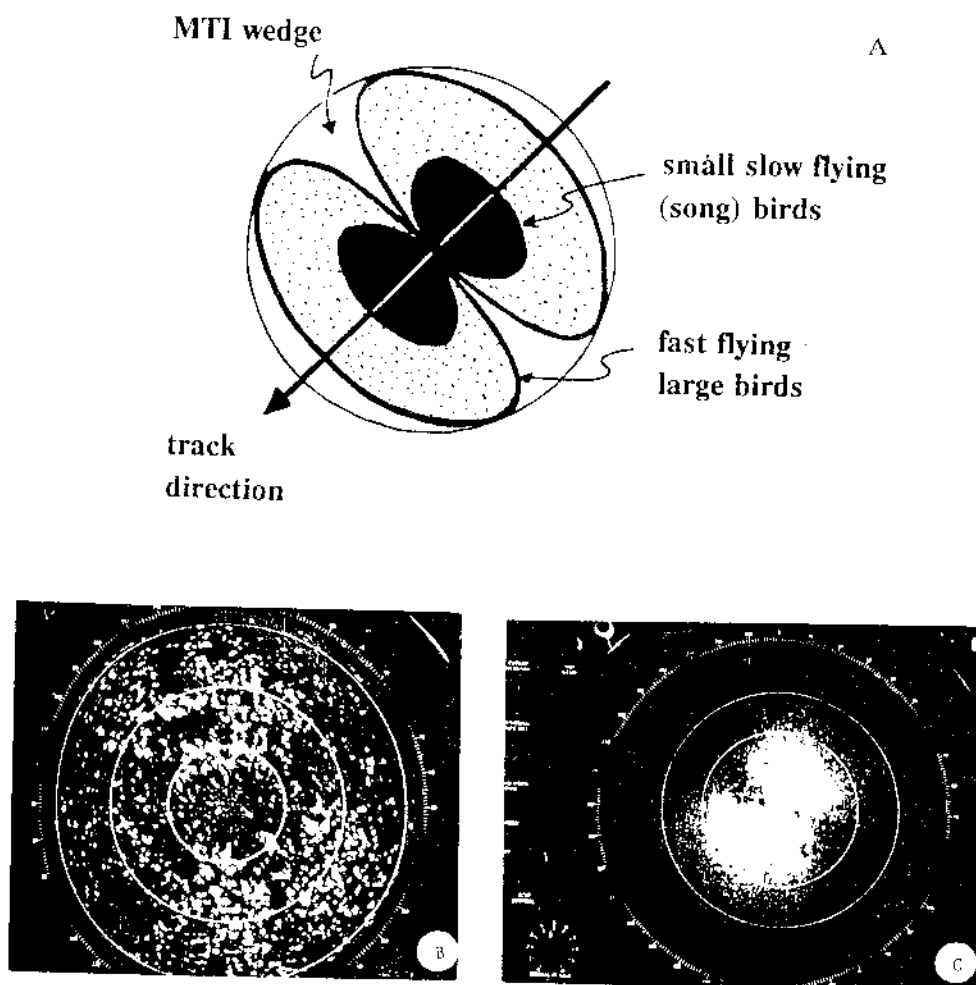 MTI wedge
A
small slow flying
(song) birds
fast flying
large birds
track
direction
B
C